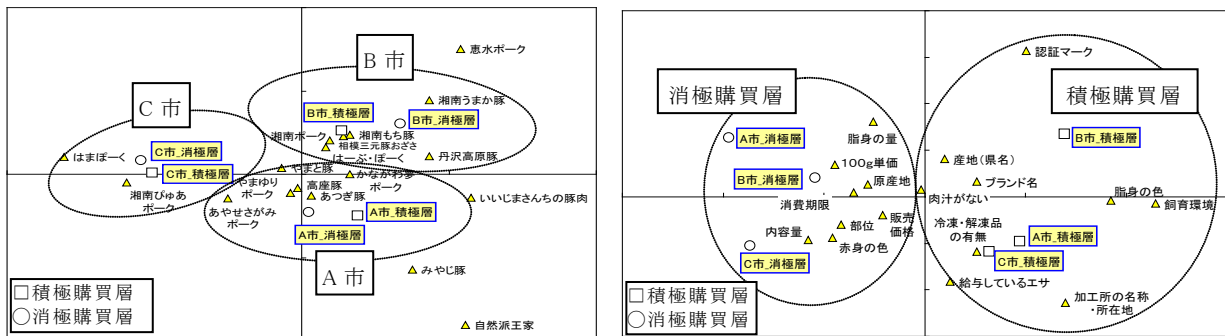 B市
恵水ポーク
C市
湘南うまか豚
B市_積極層
B市_消極層
湘南ポーク
湘南もち豚
相模三元豚おざさ
はーぶ・ぽーく
丹沢高原豚
はまぽーく
C市_消極層
C市_積極層
湘南ぴゅあ
ポーク
やまと豚
かながわ夢
ポーク
やまゆり
ポーク
高座豚
あつぎ豚
いいじまさんちの豚肉
あやせさがみ
ポーク
A市_積極層
A市_消極層
A市
みやじ豚
自然派王家
□積極購買層
○消極購買層
認証マーク
消極購買層
積極購買層
A市_消極層
脂身の量
B市_積極層
100g単価
産地(県名)
B市_消極層
原産地
ブランド名
脂身の色
消費期限
肉汁がない
飼育環境
販売
価格
部位
内容量
赤身の色
冷凍・解凍品
の有無
A市_積極層
C市_消極層
C市_積極層
給与しているエサ
加工所の名称
・所在地
□積極購買層
○消極購買層